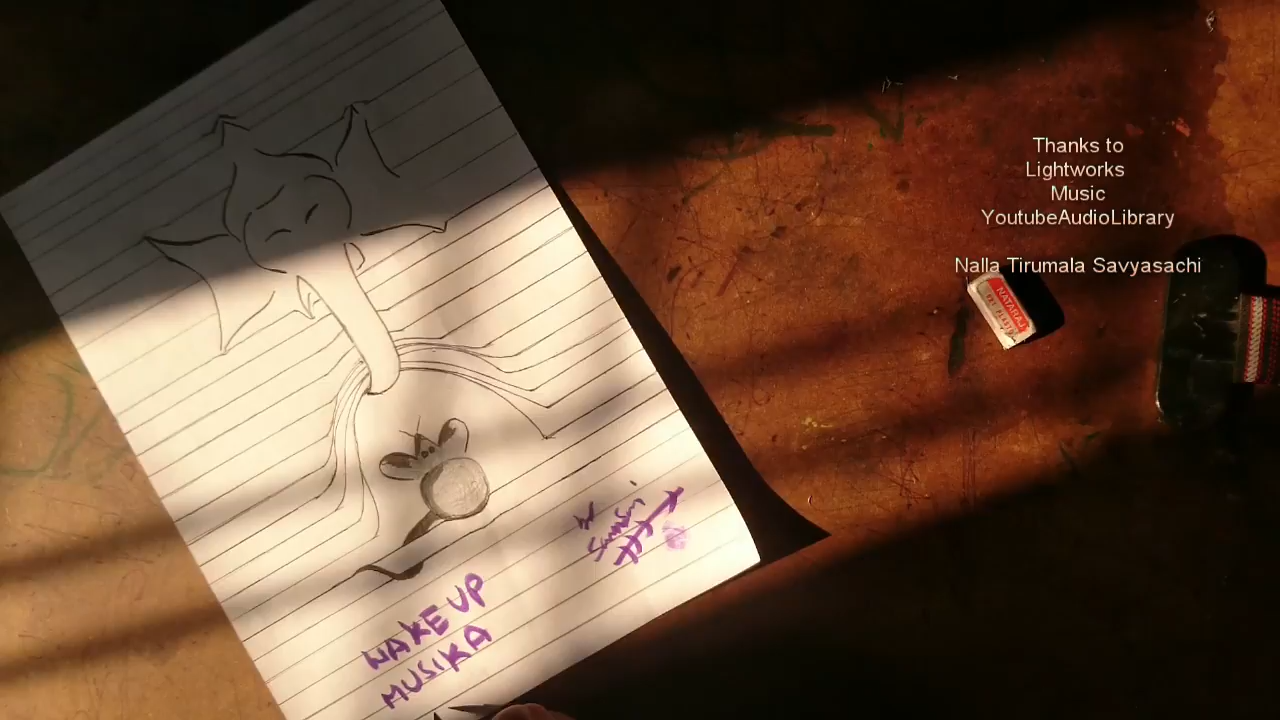 Thanks to
Lightworks
Music
YoutubeAudioLibrary
Nalla Tirumala Savyasachi
NATARAJ
WAKE UP
MUSIKA